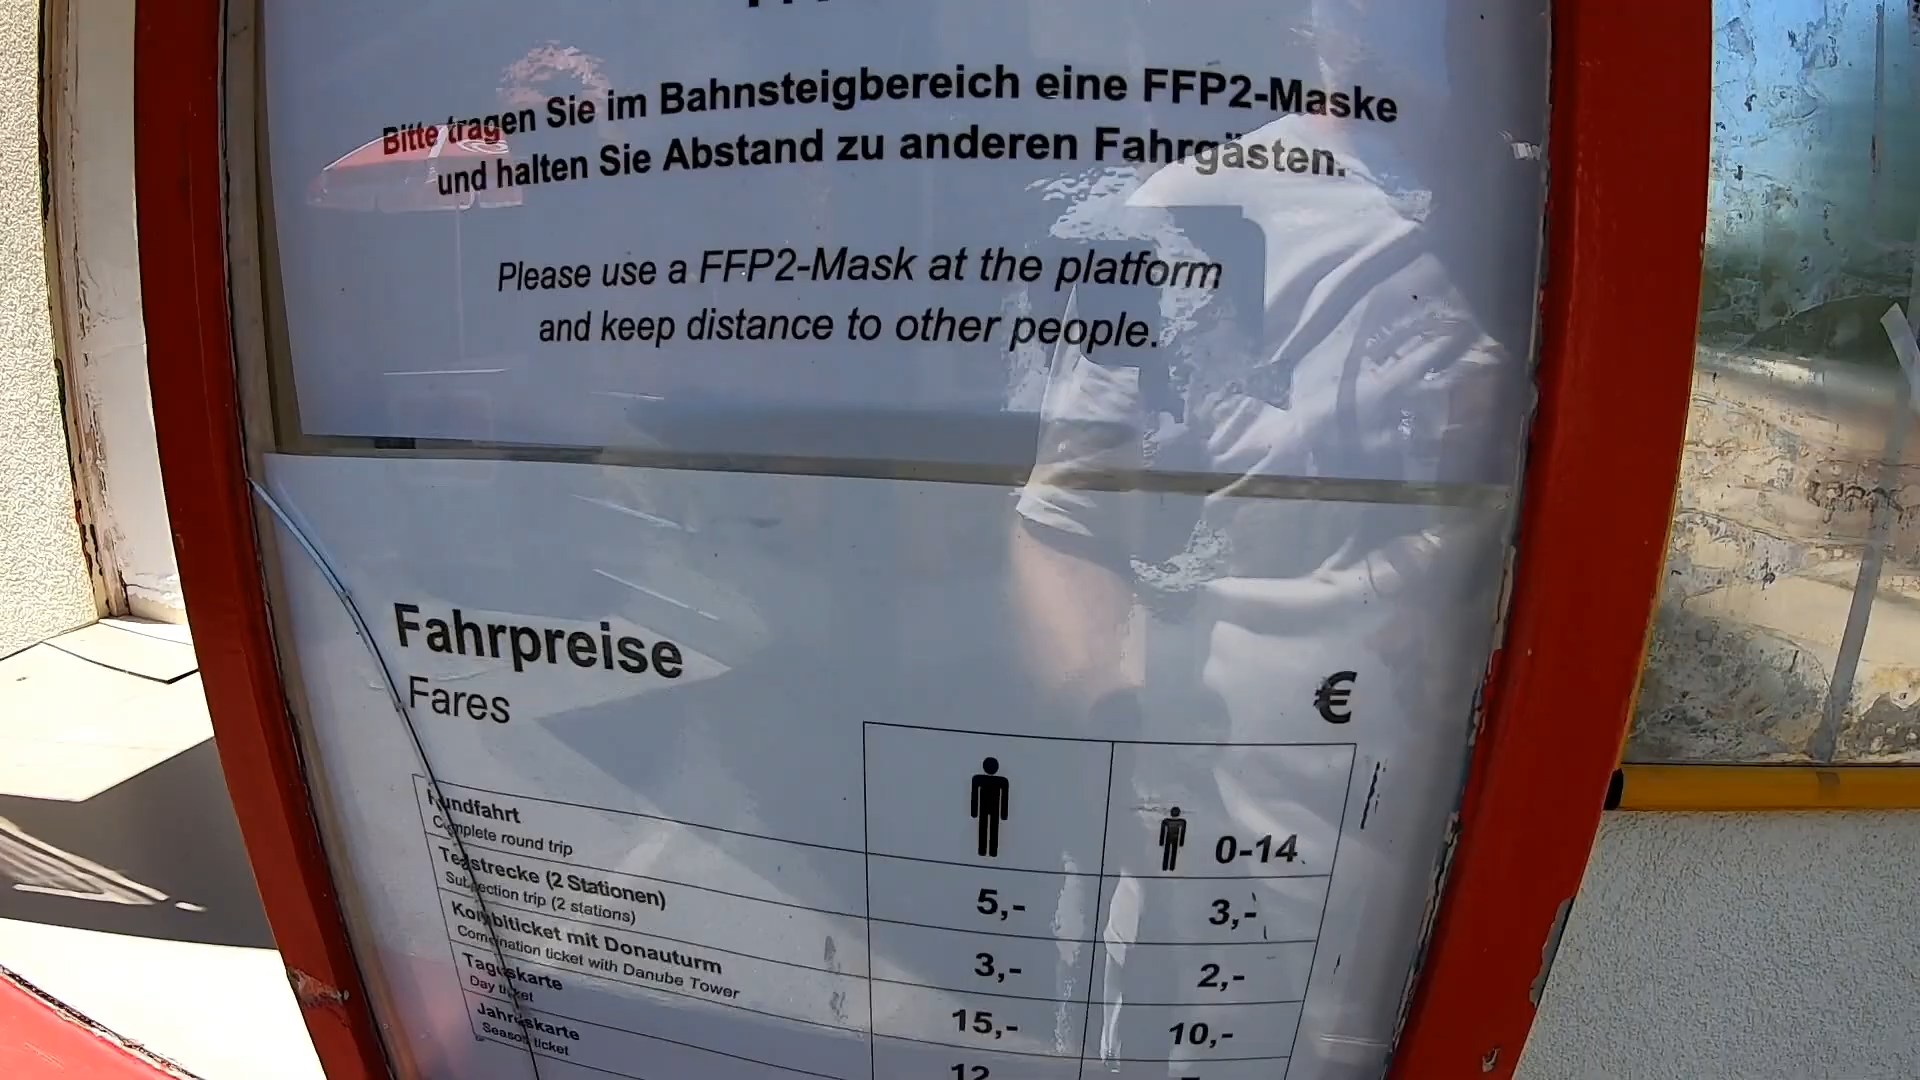 Bitte tragen Sie im Bahnsteigbereich eine FFP2-Maske
und halten Sie Abstand zu anderen Fahrgästen.
Please use a FFP2-Mask at the platform
and keep distance to other people.
Fahrpreise
Fares
€
0-14
Rundfahrt
Complete round trip
5,- 3,-
Teilstrecke (2 Stationen)
Subsection trip (2 stations)
3,- 2,-
Kombiticket mit Donauturm
Combination ticket with Danube Tower
15,- 10,-
Tageskarte
Day ticket
12
Jahreskarte
Season ticket